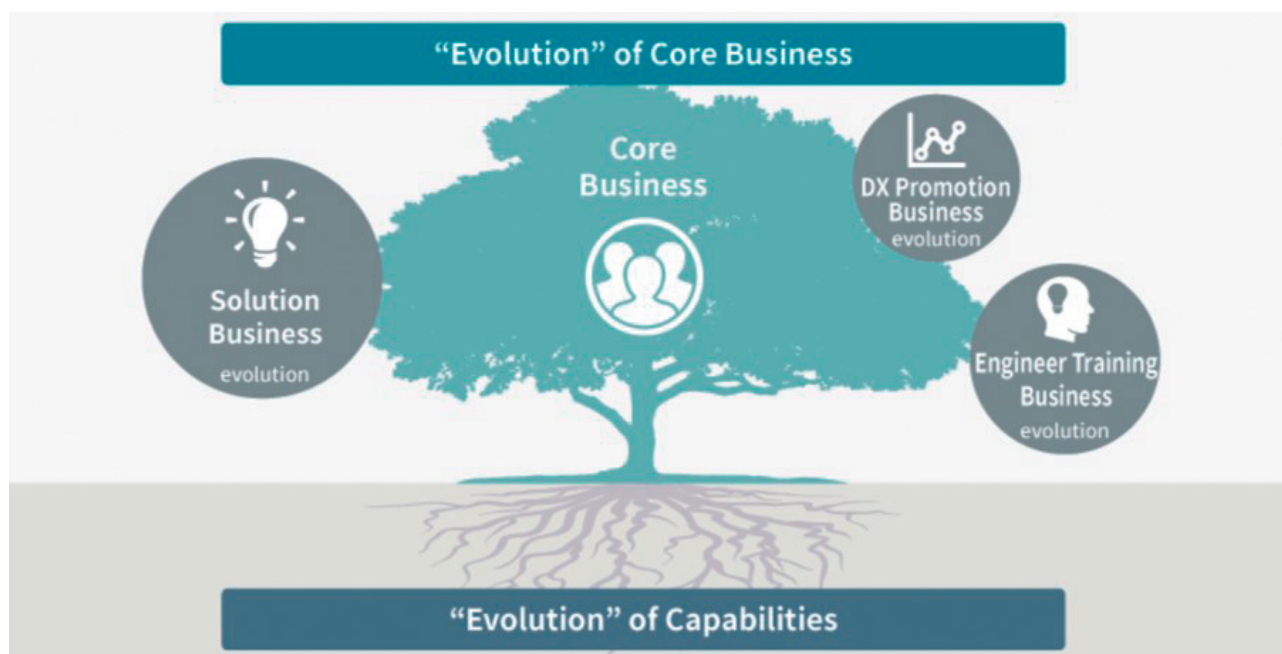 “Evolution” of Core Business
Core
Business
DX Promotion
Business
evolution
Solution
Business
evolution
Engineer Training
Business
evolution
“Evolution” of Capabilities